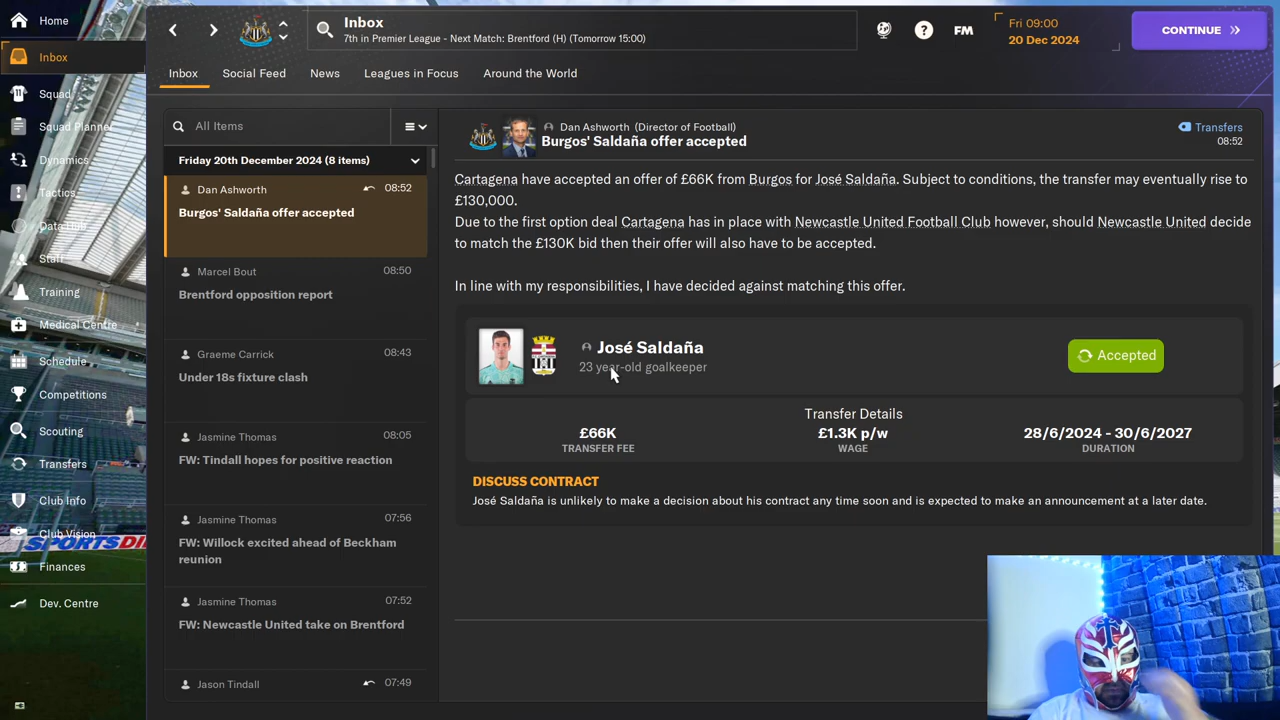 Home
Inbox
Squad
Squad Planner
Dynamics
Tactics
Data Hub
Staff
Training
Medical Centre
Schedule
Competitions
Scouting
Transfers
Club Info
Club Vision
SPORTS
Finances
Dev. Centre
Inbox
7th in Premier League - Next Match: Brentford (H) (Tomorrow 15:00)
?
FM
Fri 09:00
20 Dec 2024
CONTINUE
Inbox
Social Feed
News
Leagues in Focus
Around the World
All Items
Friday 20th December 2024 (8 items)
Dan Ashworth 08:52
Burgos' Saldaña offer accepted
Marcel Bout 08:50
Brentford opposition report
Graeme Carrick 08:43
Under 18s fixture clash
Jasmine Thomas 08:05
FW: Tindall hopes for positive reaction
Jasmine Thomas 07:56
FW: Willock excited ahead of Beckham
reunion
Jasmine Thomas 07:52
FW: Newcastle United take on Brentford
Jason Tindall 07:49
Dan Ashworth (Director of Football)
Burgos' Saldaña offer accepted
Transfers
08:52
Cartagena have accepted an offer of £66K from Burgos for José Saldaña. Subject to conditions, the transfer may eventually rise to
£130,000.
Due to the first option deal Cartagena has in place with Newcastle United Football Club however, should Newcastle United decide
to match the £130K bid then their offer will also have to be accepted.
In line with my responsibilities, I have decided against matching this offer.
José Saldaña
23 year-old goalkeeper
Accepted
Transfer Details
£66K £1.3K p/w 28/6/2024 - 30/6/2027
TRANSFER FEE WAGE DURATION
DISCUSS CONTRACT
José Saldaña is unlikely to make a decision about his contract any time soon and is expected to make an announcement at a later date.